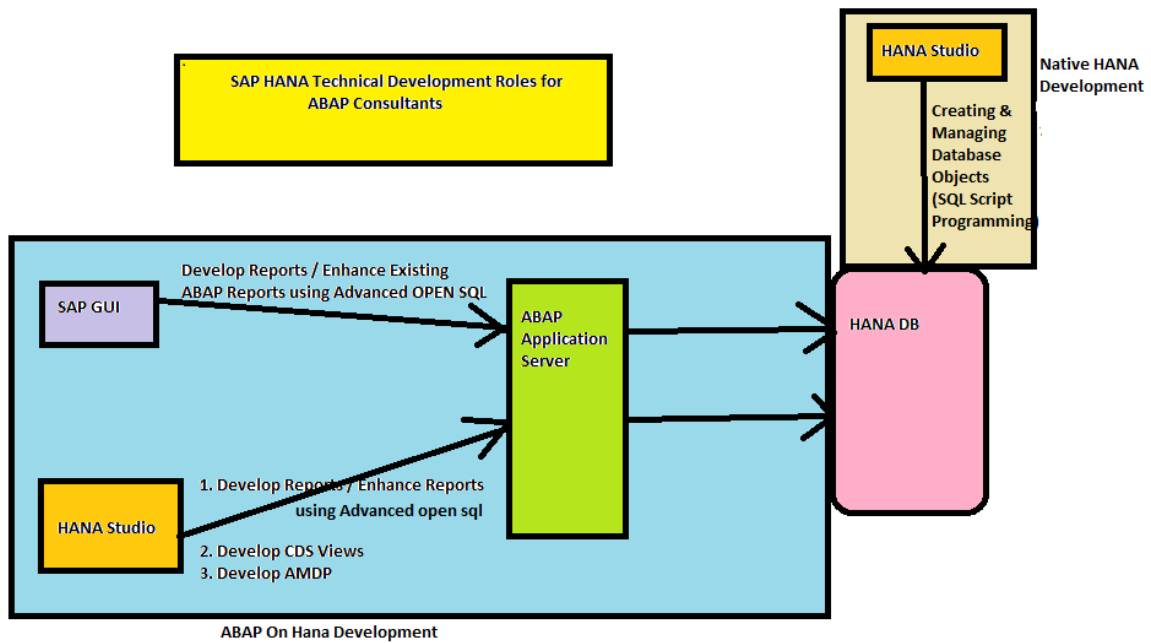 SAP HANA Technical Development Roles for
ABAP Consultants
HANA Studio
Native HANA
Development
Creating &
Managing
Database
Objects
(SQL Script
Programming)
Develop Reports / Enhance Existing
ABAP Reports using Advanced OPEN SQL
SAP GUI
ABAP
Application
Server
HANA DB
HANA Studio
1. Develop Reports / Enhance Reports
using Advanced open sql
2. Develop CDS Views
3. Develop AMDP
ABAP On Hana Development